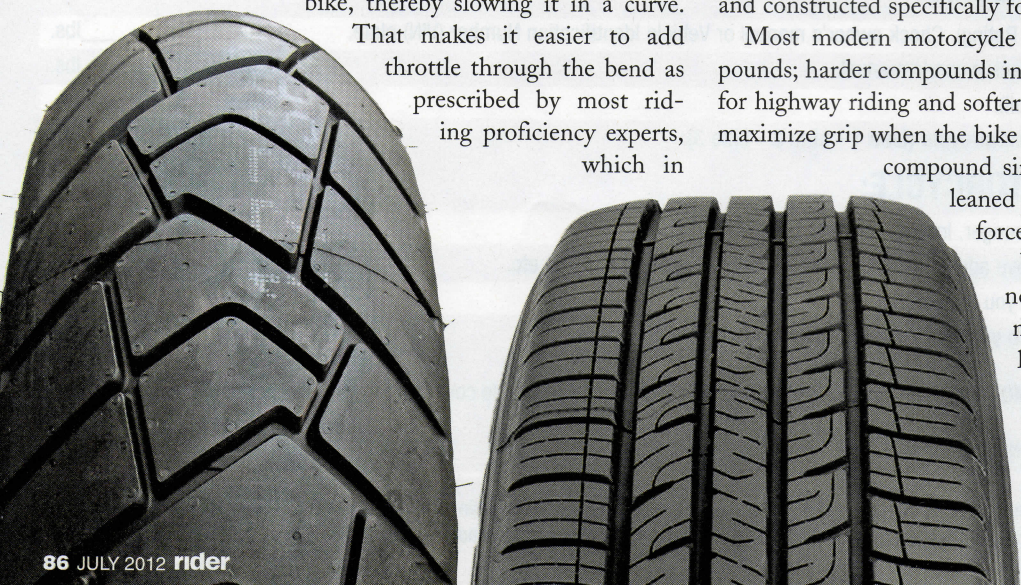 bike, thereby slowing it in a curve.
That makes it easier to add
throttle through the bend as
prescribed by most rid-
ing proficiency experts,
which in
and constructed specifically fo
Most modern motorcycle
pounds; harder compounds in
for highway riding and softer
maximize grip when the bike
compound si
leaned
force
86 JULY 2012 rider